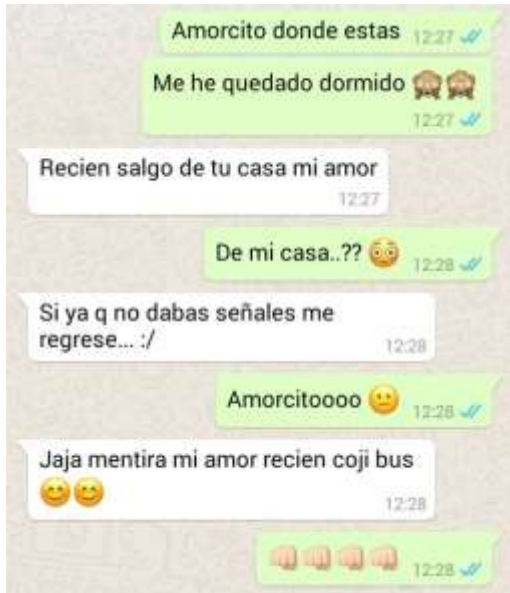 Amorcito donde estas 12:27
Me he quedado dormido 🙈🙈
12:27
Recien salgo de tu casa mi amor
12:27
De mi casa..?? 😳 12:28
Si ya q no dabas señales me
regrese... :/ 12:28
Amorcitoooo 😕 12:28
Jaja mentira mi amor recien coji bus
😊😊 12:28
👊🏻👊🏻👊🏻👊🏻 12:28